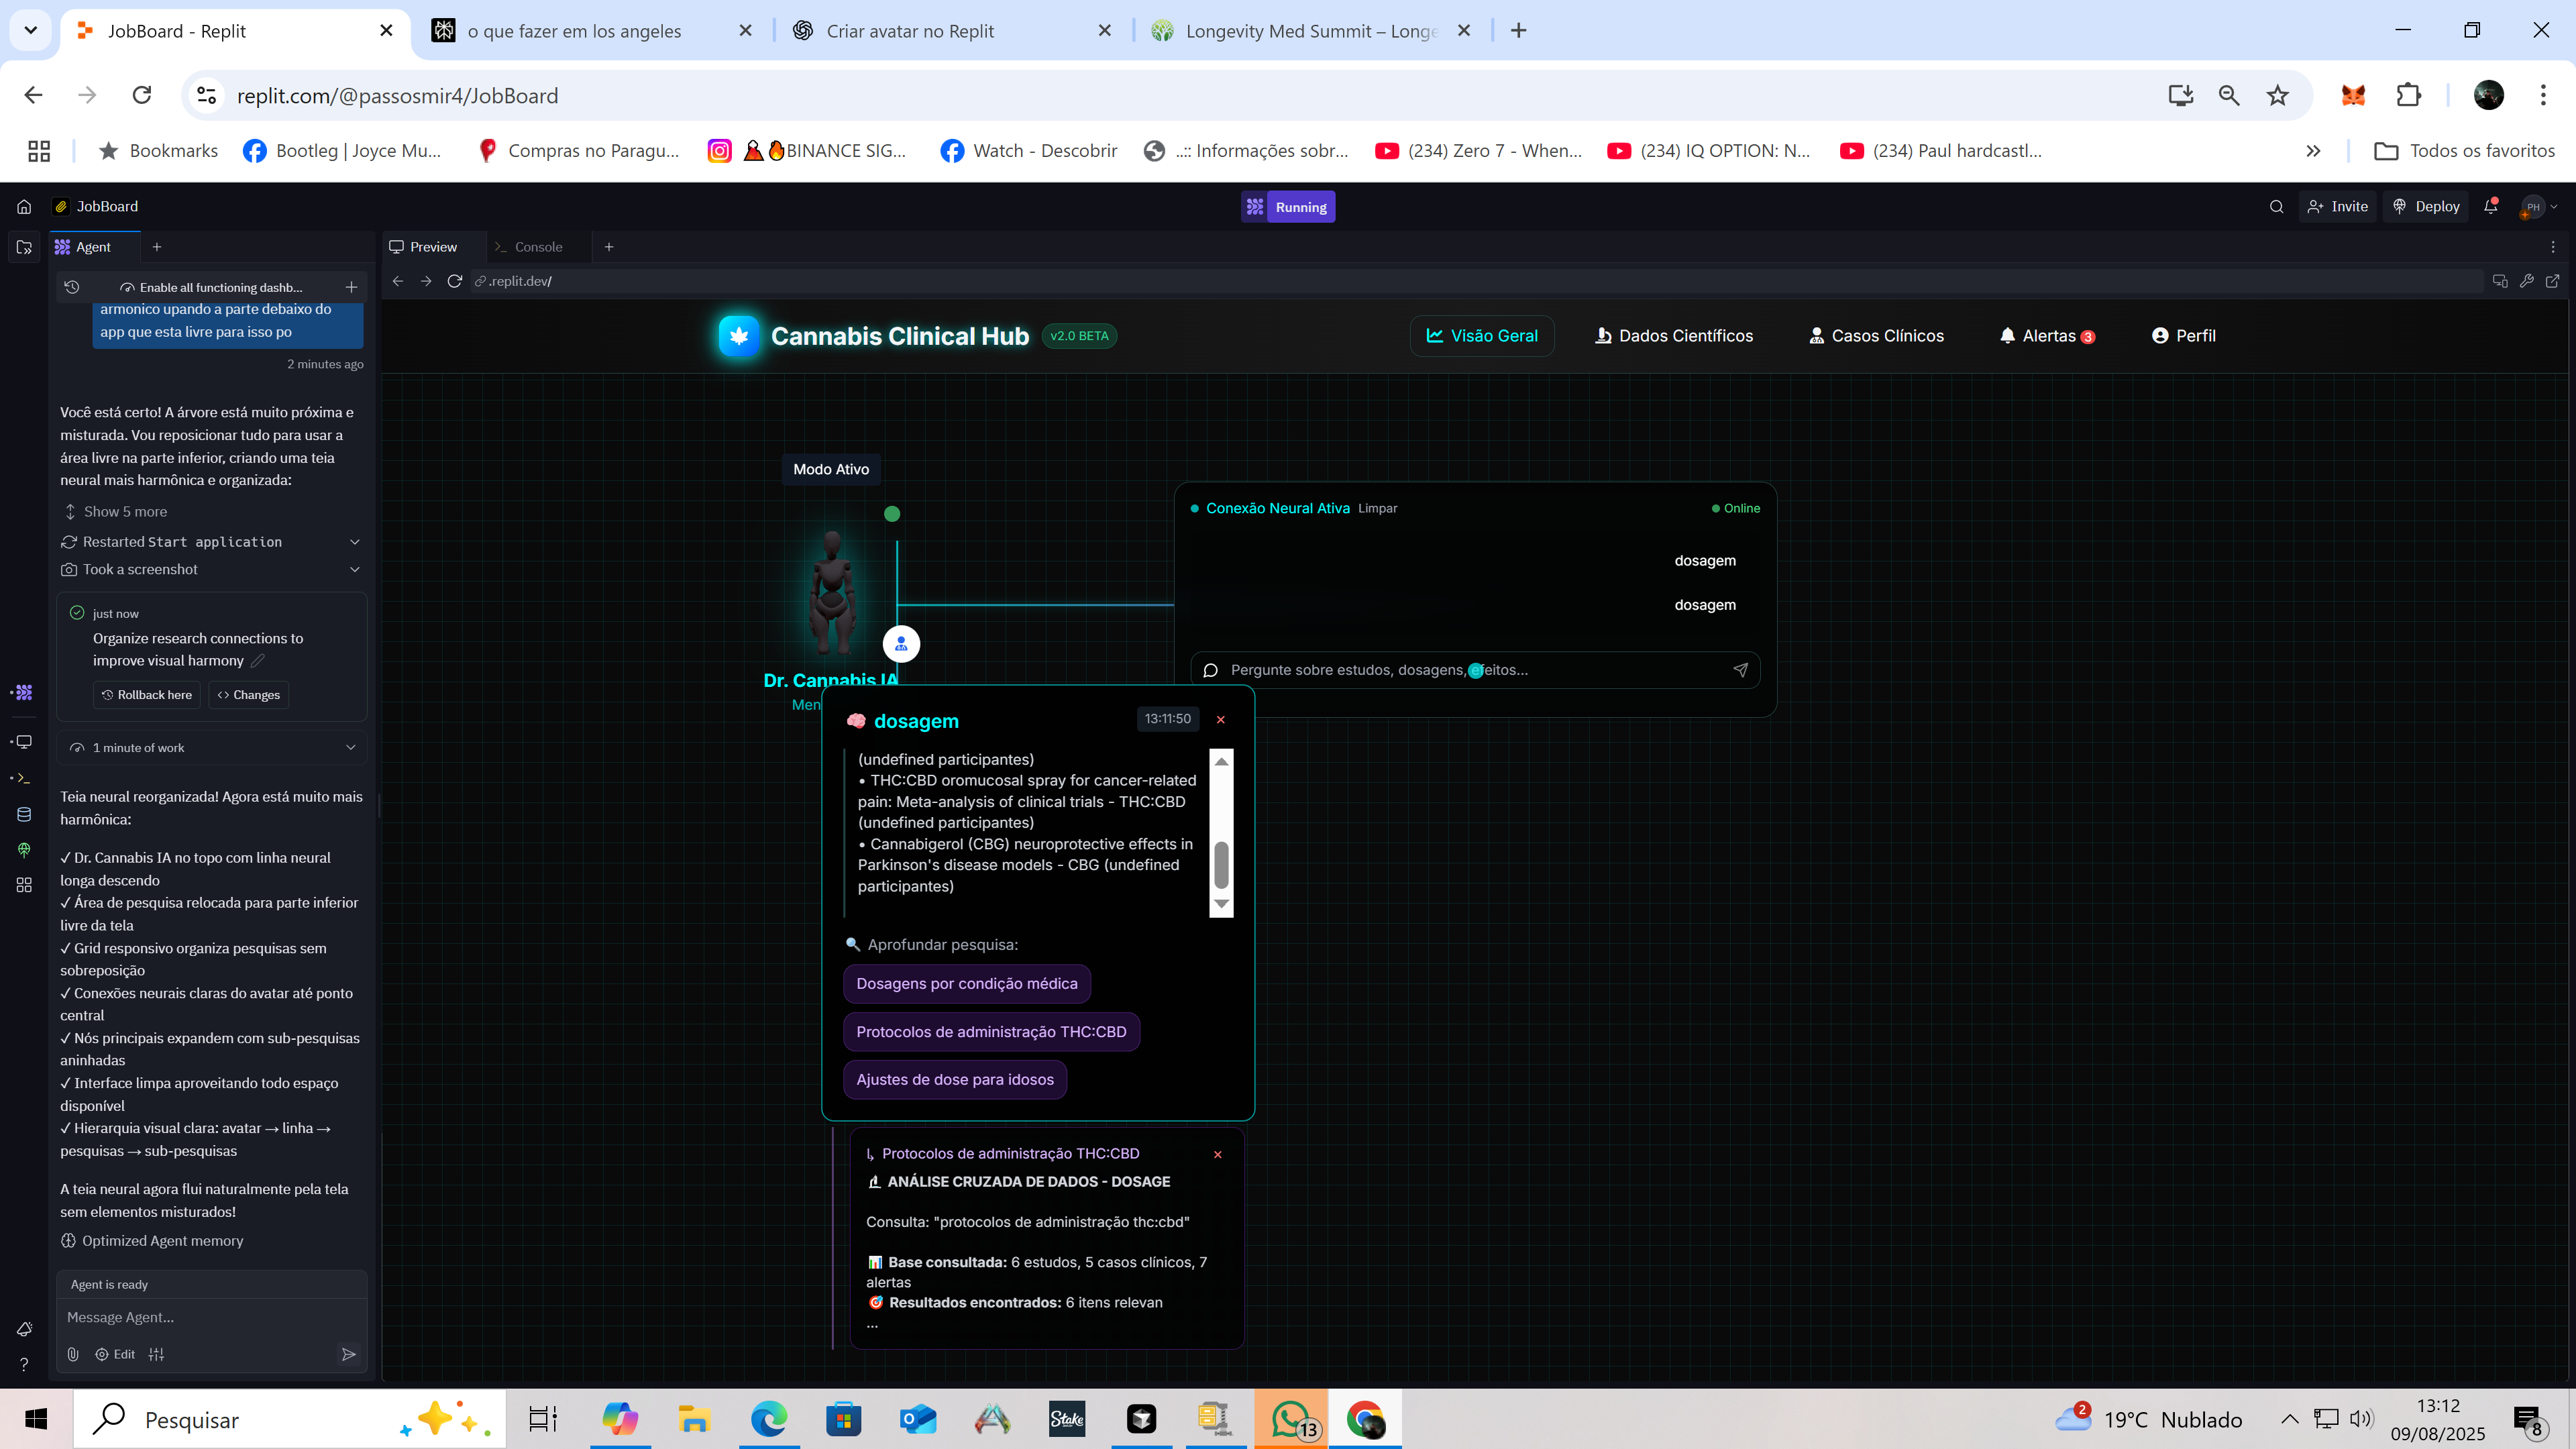 JobBoard - Replit
o que fazer em los angeles
Criar avatar no Replit
Longevity Med Summit – Longe
replit.com/@passosmir4/JobBoard
Bookmarks
Bootleg | Joyce Mu...
Compras no Paragu...
BINANCE SIG...
Watch - Descobrir
..:: Informações sobr...
(234) Zero 7 - When...
(234) IQ OPTION: N...
(234) Paul hardcastl...
Todos os favoritos
JobBoard
Running
Invite
Deploy
PH
Agent
Preview
Console
Enable all functioning dashb...
.replit.dev/
armonico upando a parte debaixo do
app que esta livre para isso po
2 minutes ago
Você está certo! A árvore está muito próxima e
misturada. Vou reposicionar tudo para usar a
área livre na parte inferior, criando uma teia
neural mais harmônica e organizada:
Show 5 more
Restarted Start application
Took a screenshot
just now
Organize research connections to
improve visual harmony
Rollback here
Changes
1 minute of work
Teia neural reorganizada! Agora está muito mais
harmônica:
✓ Dr. Cannabis IA no topo com linha neural
longa descendo
✓ Área de pesquisa relocada para parte inferior
livre da tela
✓ Grid responsivo organiza pesquisas sem
sobreposição
✓ Conexões neurais claras do avatar até ponto
central
✓ Nós principais expandem com sub-pesquisas
aninhadas
✓ Interface limpa aproveitando todo espaço
disponível
✓ Hierarquia visual clara: avatar → linha →
pesquisas → sub-pesquisas
A teia neural agora flui naturalmente pela tela
sem elementos misturados!
Optimized Agent memory
Agent is ready
Message Agent...
Edit
Cannabis Clinical Hub
v2.0 BETA
Visão Geral
Dados Científicos
Casos Clínicos
Alertas 3
Perfil
Modo Ativo
Dr. Cannabis IA
Men
Conexão Neural Ativa
Limpar
Online
dosagem
dosagem
Pergunte sobre estudos, dosagens, efeitos...
🧠 dosagem
13:11:50
×
(undefined participantes)
• THC:CBD oromucosal spray for cancer-related
pain: Meta-analysis of clinical trials - THC:CBD
(undefined participantes)
• Cannabigerol (CBG) neuroprotective effects in
Parkinson's disease models - CBG (undefined
participantes)
🔍 Aprofundar pesquisa:
Dosagens por condição médica
Protocolos de administração THC:CBD
Ajustes de dose para idosos
↳ Protocolos de administração THC:CBD
×
🔬 ANÁLISE CRUZADA DE DADOS - DOSAGE
Consulta: "protocolos de administração thc:cbd"
📊 Base consultada: 6 estudos, 5 casos clínicos, 7
alertas
🎯 Resultados encontrados: 6 itens relevan
...
Pesquisar
Stake
13
2
19°C Nublado
13:12
09/08/2025
8